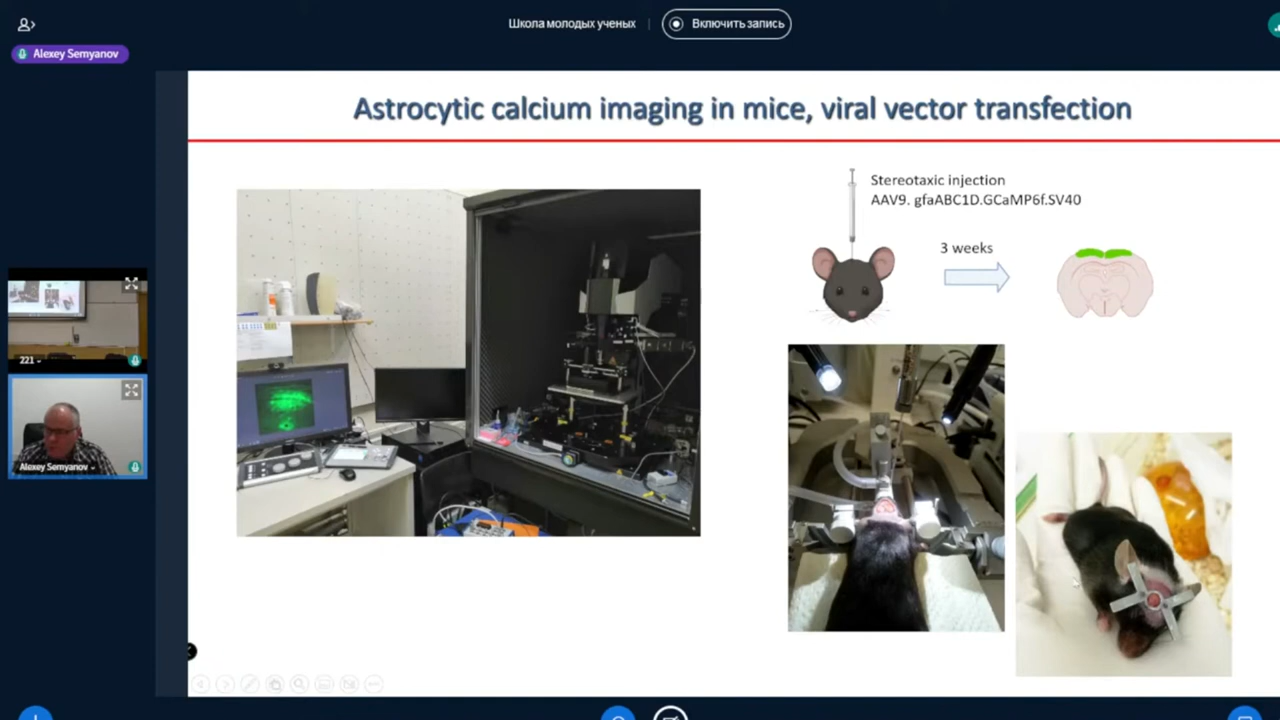 Школа молодых ученых
Включить запись
Alexey Semyanov
Astrocytic calcium imaging in mice, viral vector transfection
Stereotaxic injection
AAV9. gfaABC1D.GCaMP6f.SV40
3 weeks
221
Alexey Semyanov